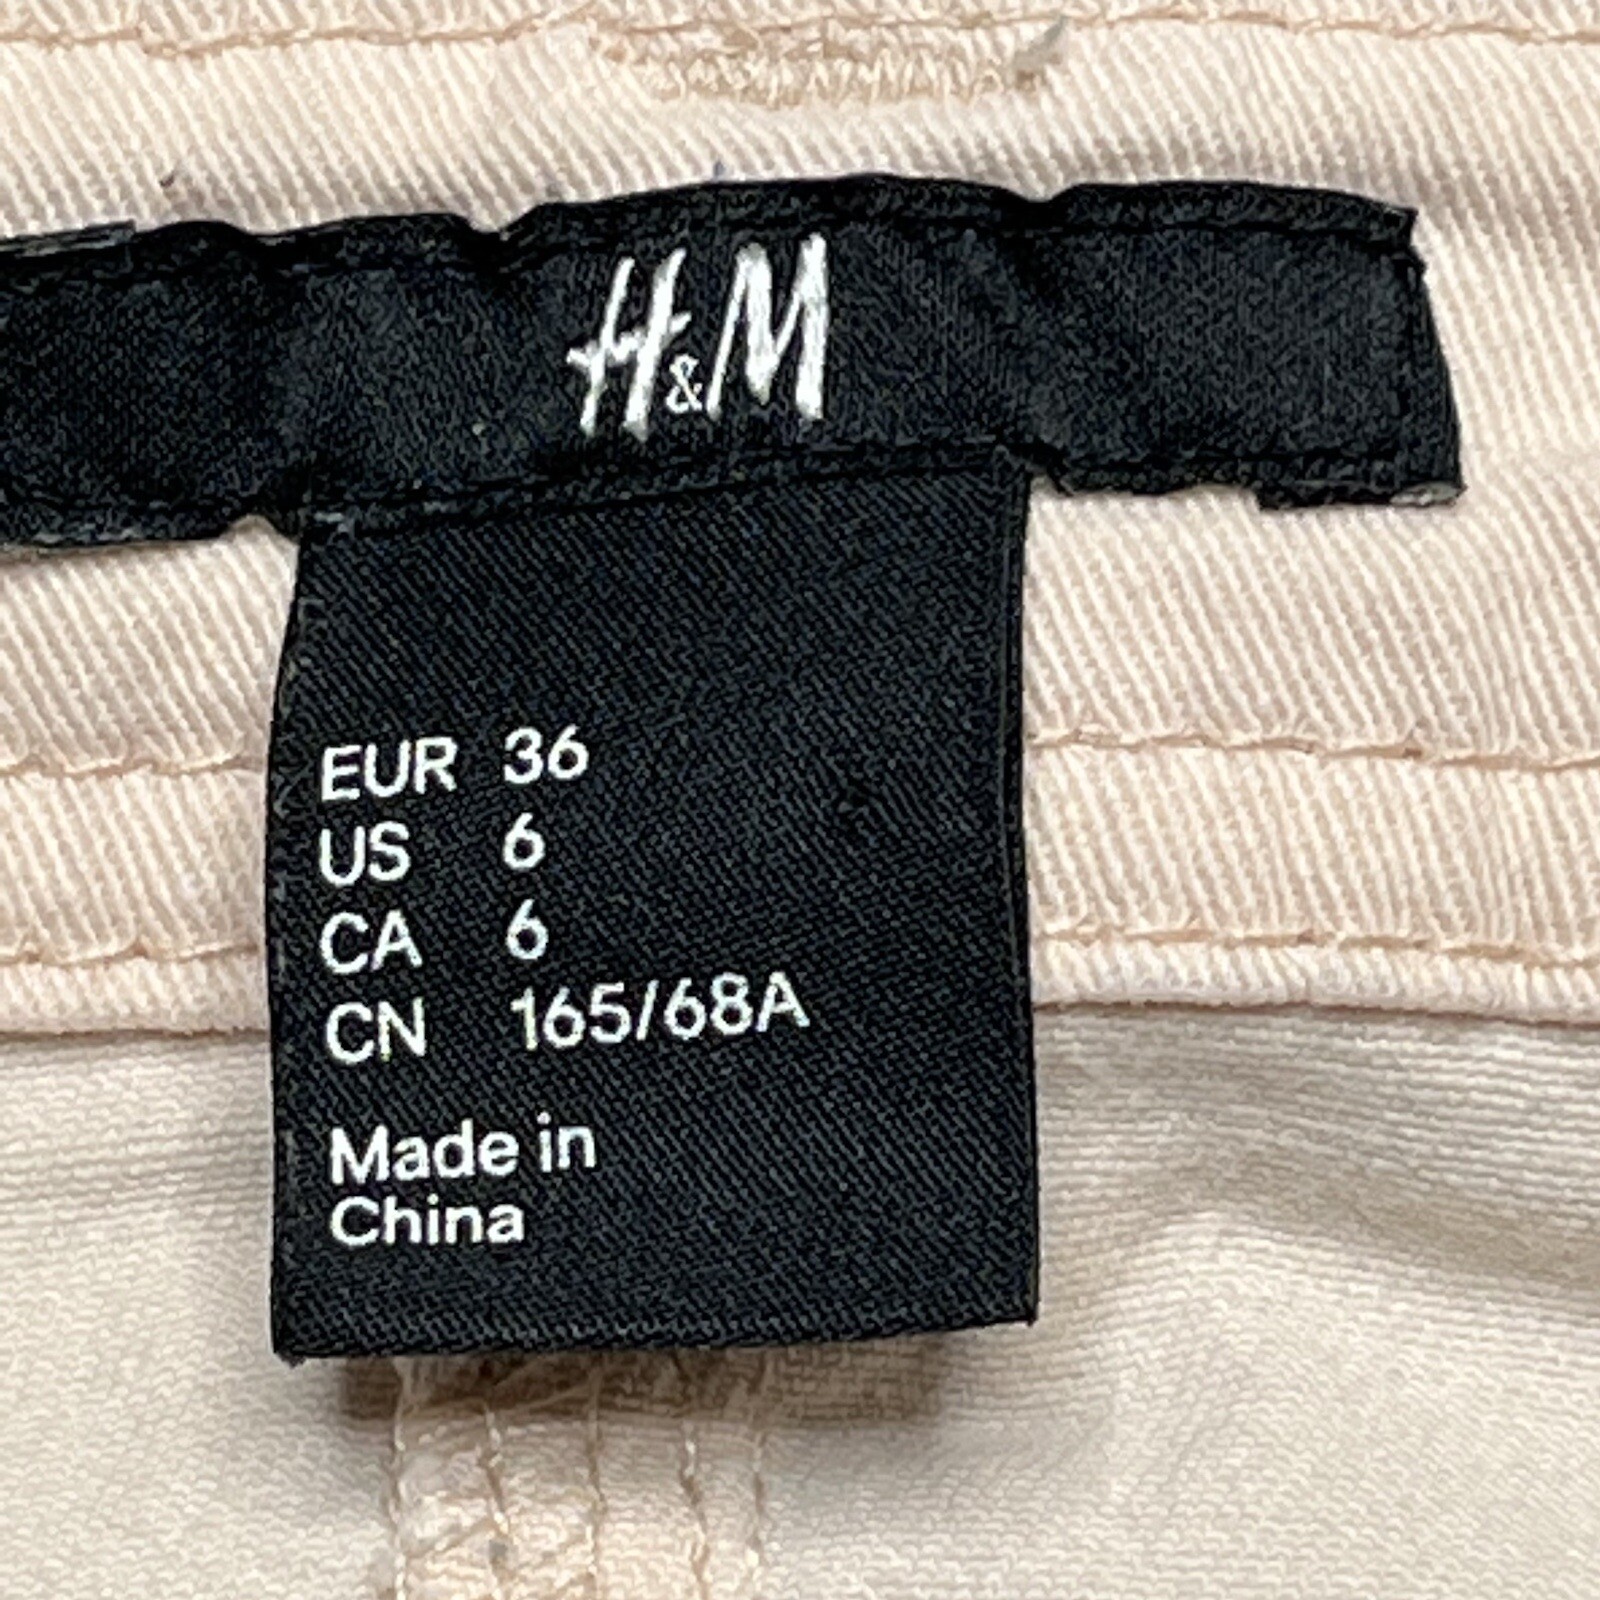 H&M
EUR 36
US 6
CA 6
CN 165/68A
Made in
China